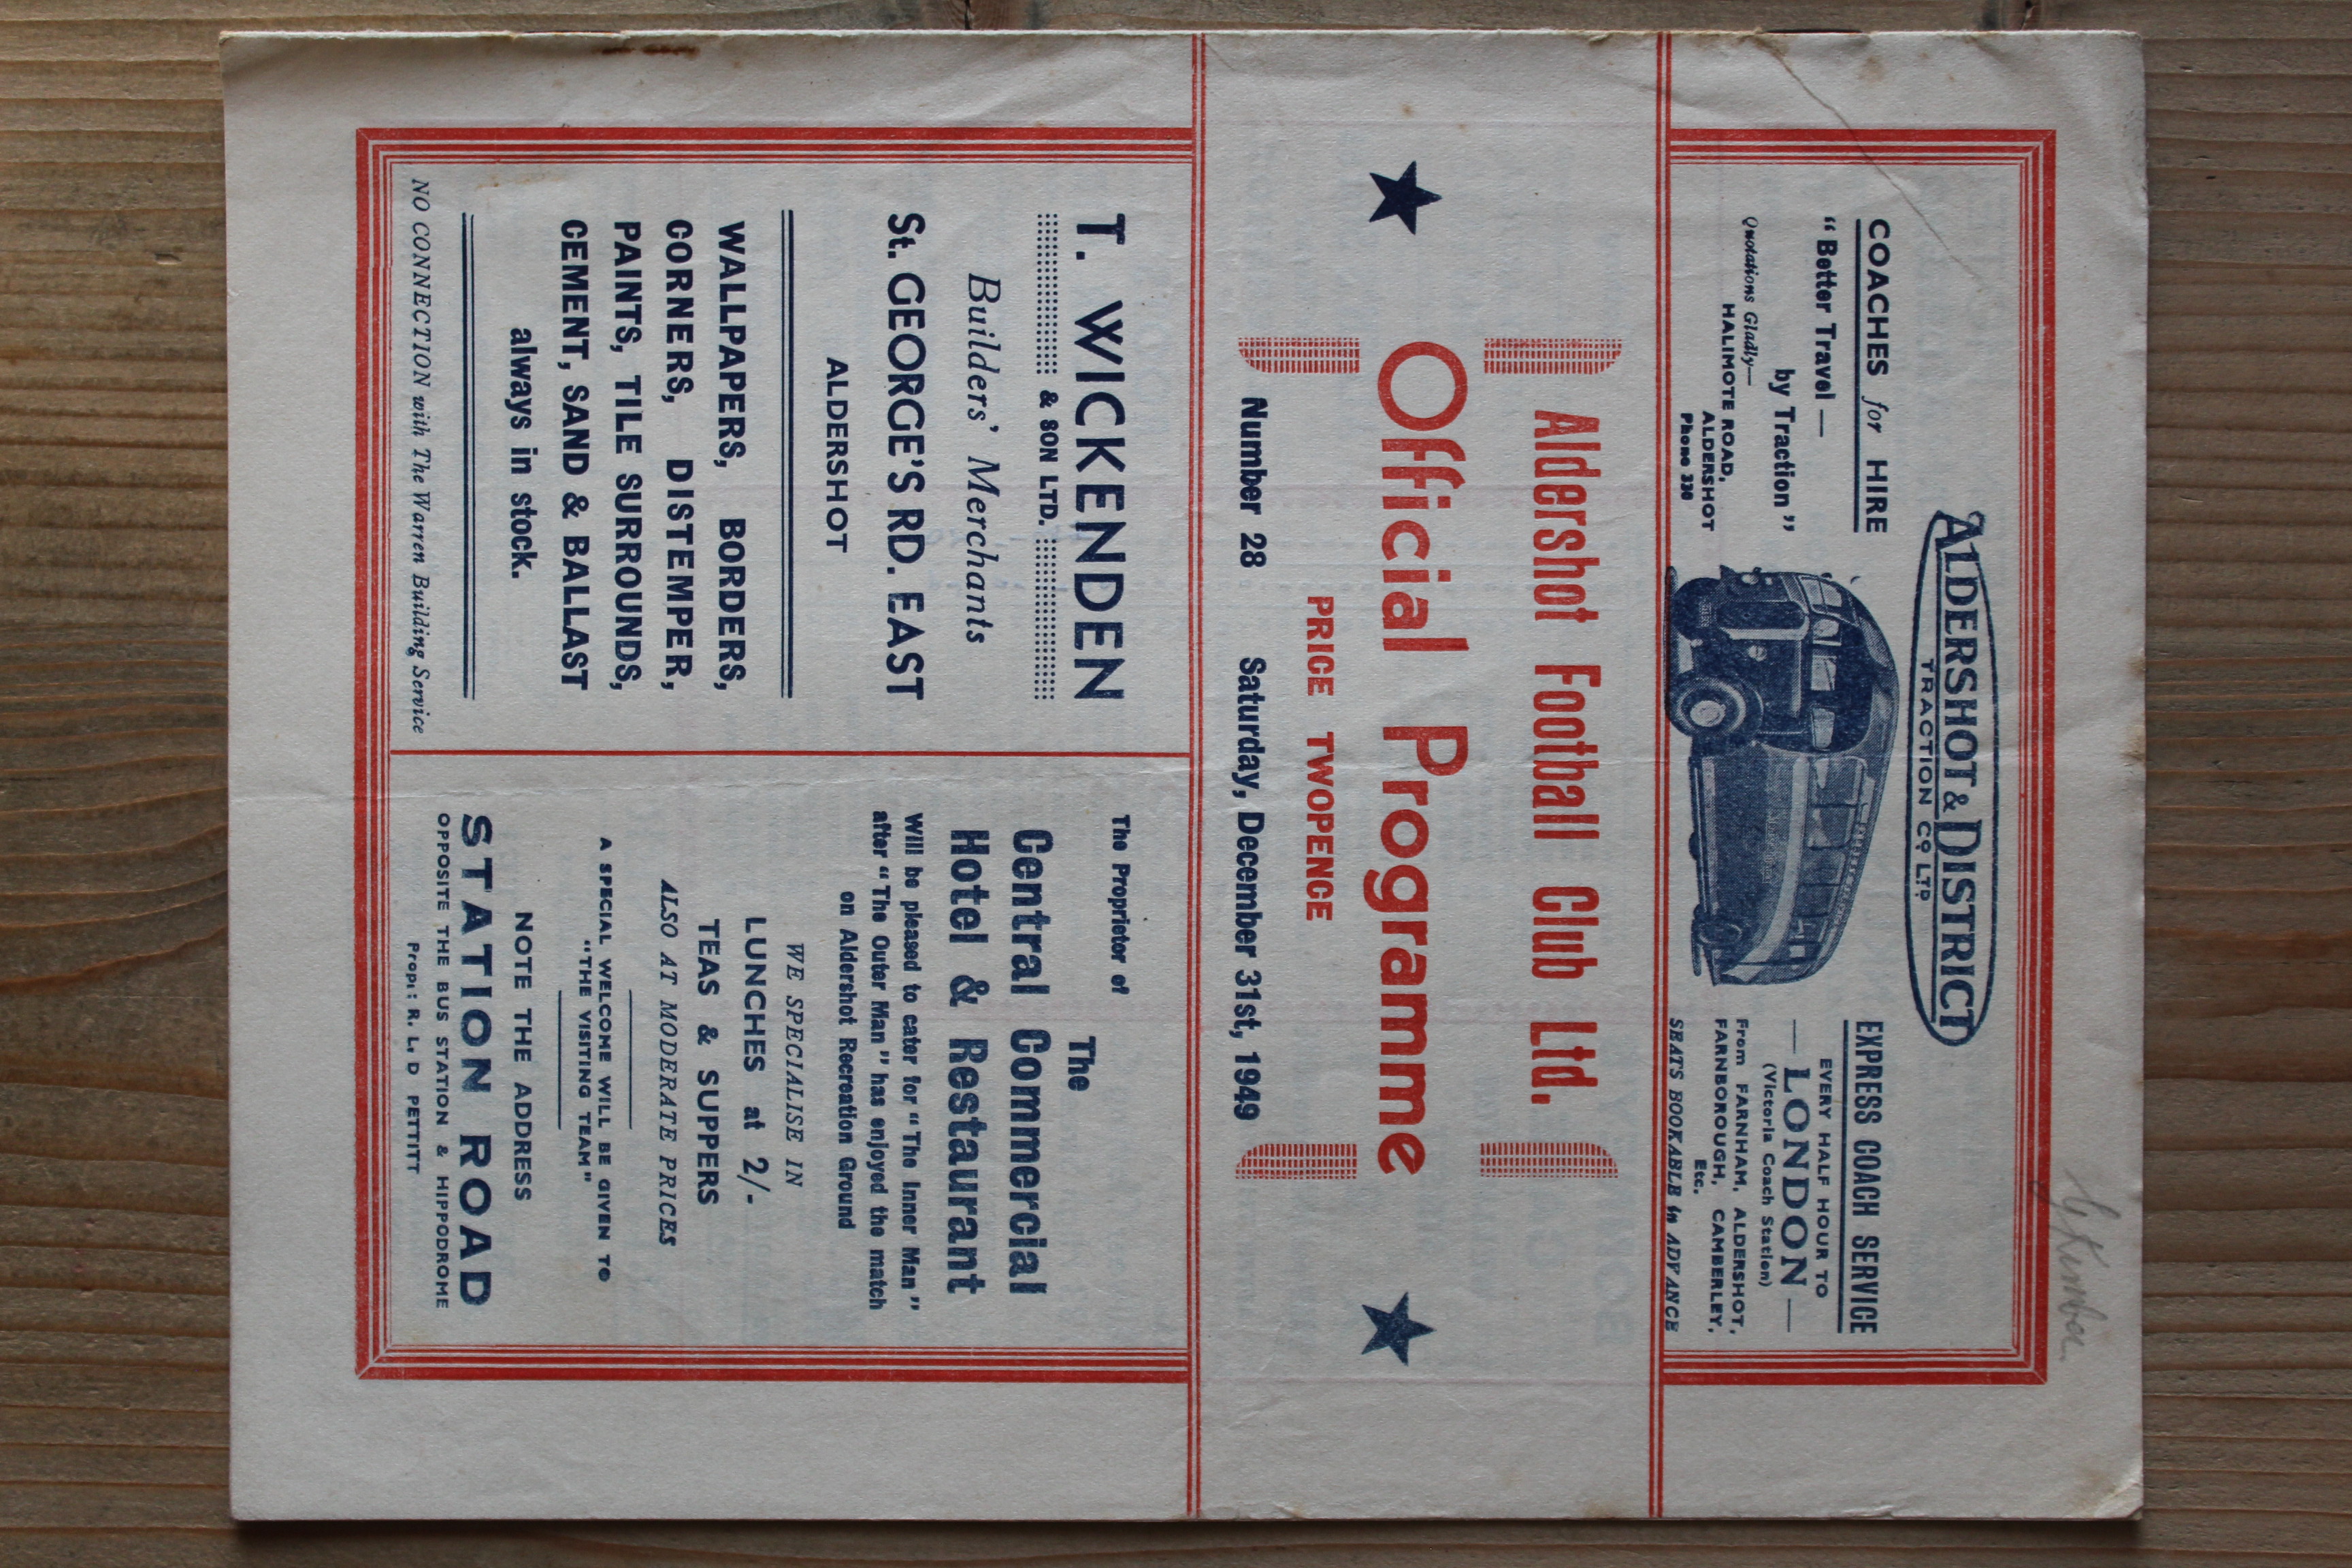 ALDERSHOT & DISTRICT
TRACTION CO LTD
COACHES for HIRE
"Better Travel—
by Traction"
Quotations Gladly—
HALIMOTE ROAD,
ALDERSHOT
Phone 330
EXPRESS COACH SERVICE
EVERY HALF HOUR TO
— LONDON —
(Victoria Coach Station)
From FARNHAM, ALDERSHOT,
FARNBOROUGH, CAMBERLEY,
Etc.
SEATS BOOKABLE in ADVANCE
Aldershot Football Club Ltd.
Official Programme
PRICE TWOPENCE
Number 28 Saturday, December 31st, 1949
T. WICKENDEN
& SON LTD.
Builders' Merchants
St. GEORGE'S RD. EAST
ALDERSHOT
WALLPAPERS, BORDERS,
CORNERS, DISTEMPER,
PAINTS, TILE SURROUNDS,
CEMENT, SAND & BALLAST
always in stock.
NO CONNECTION with The Warren Building Service
The Proprietor of
The
Central Commercial
Hotel & Restaurant
will be pleased to cater for "The Inner Man"
after "The Outer Man" has enjoyed the match
on Aldershot Recreation Ground
WE SPECIALISE IN
LUNCHES at 2/-
TEAS & SUPPERS
ALSO AT MODERATE PRICES
A SPECIAL WELCOME WILL BE GIVEN TO
"THE VISITING TEAM"
NOTE THE ADDRESS
STATION ROAD
OPPOSITE THE BUS STATION & HIPPODROME
Propr: R. L. D PETTITT